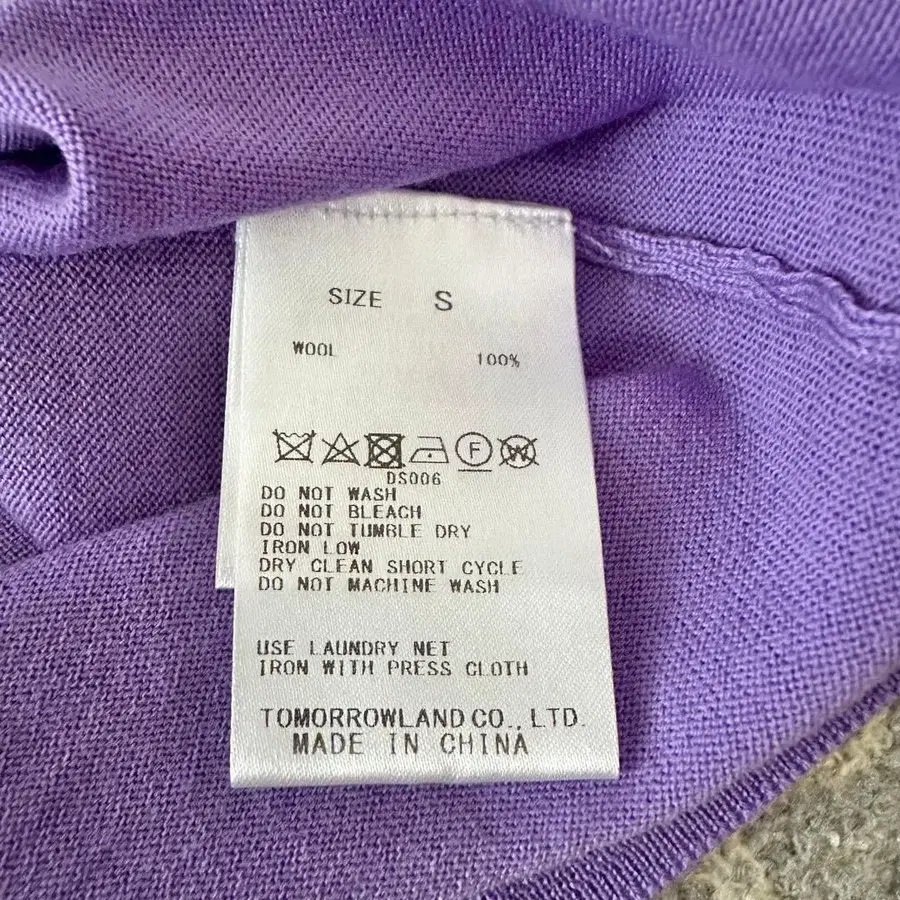 SIZE S
WOOL 100%
F W
DS006
DO NOT WASH
DO NOT BLEACH
DO NOT TUMBLE DRY
IRON LOW
DRY CLEAN SHORT CYCLE
DO NOT MACHINE WASH
USE LAUNDRY NET
IRON WITH PRESS CLOTH
TOMORROWLAND CO., LTD.
MADE IN CHINA